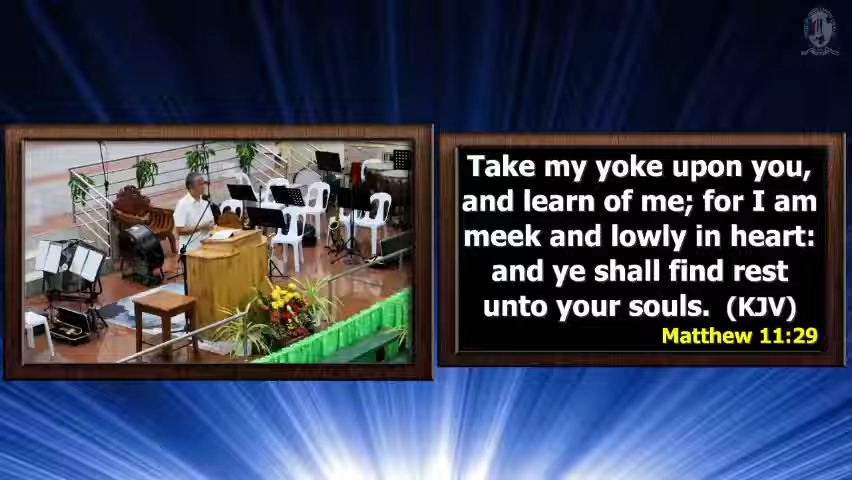 Take my yoke upon you,
and learn of me; for I am
meek and lowly in heart:
and ye shall find rest
unto your souls. (KJV)
Matthew 11:29